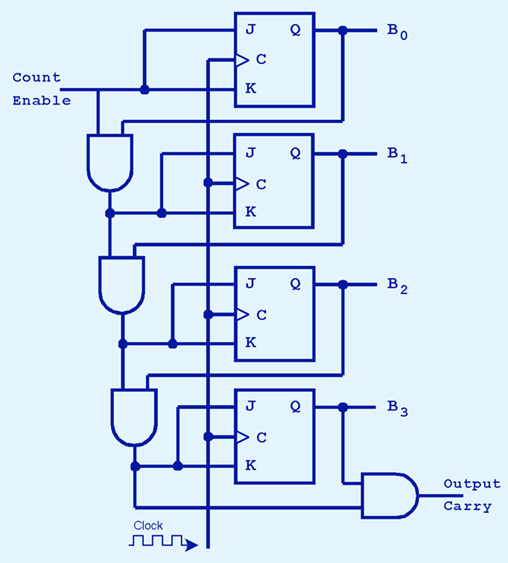 J Q B0
C
Count
Enable
K
J Q B1
C
K
J Q B2
C
K
J Q B3
C
K
Output
Carry
Clock